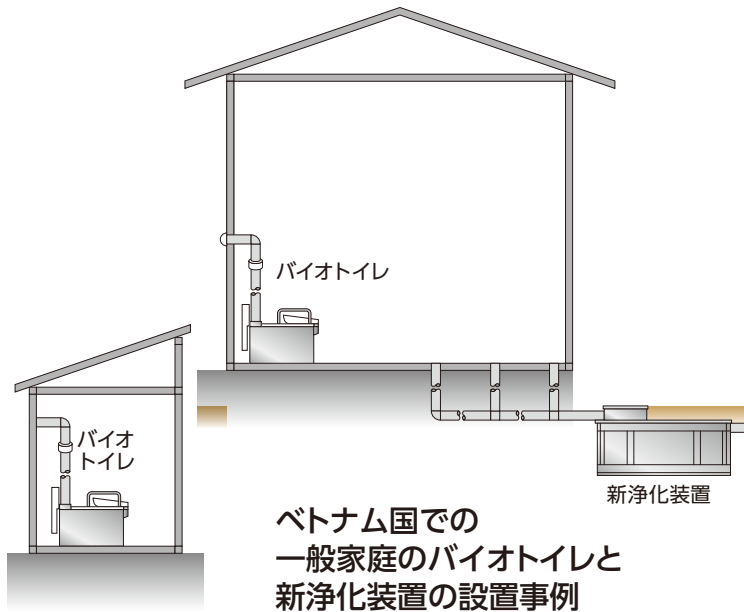 バイオトイレ
バイオ
トイレ
新浄化装置
ベトナム国での
一般家庭のバイオトイレと
新浄化装置の設置事例